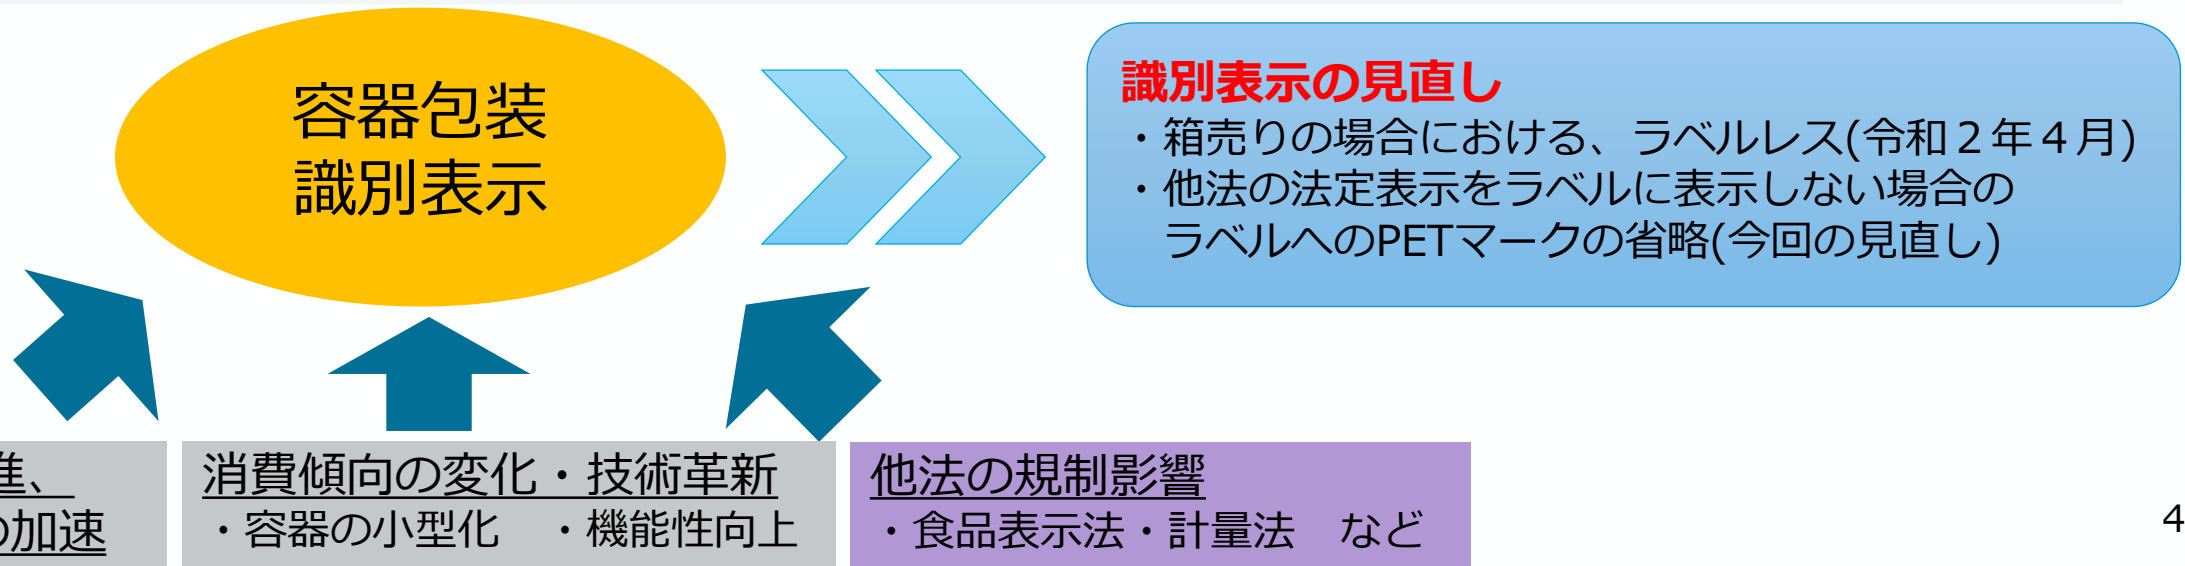 容器包装
識別表示
識別表示の見直し
・箱売りの場合における、ラベルレス(令和２年４月)
・他法の法定表示をラベルに表示しない場合の
ラベルへのPETマークの省略(今回の見直し)
進、
の加速
消費傾向の変化・技術革新
・容器の小型化　・機能性向上
他法の規制影響
・食品表示法・計量法　など
4